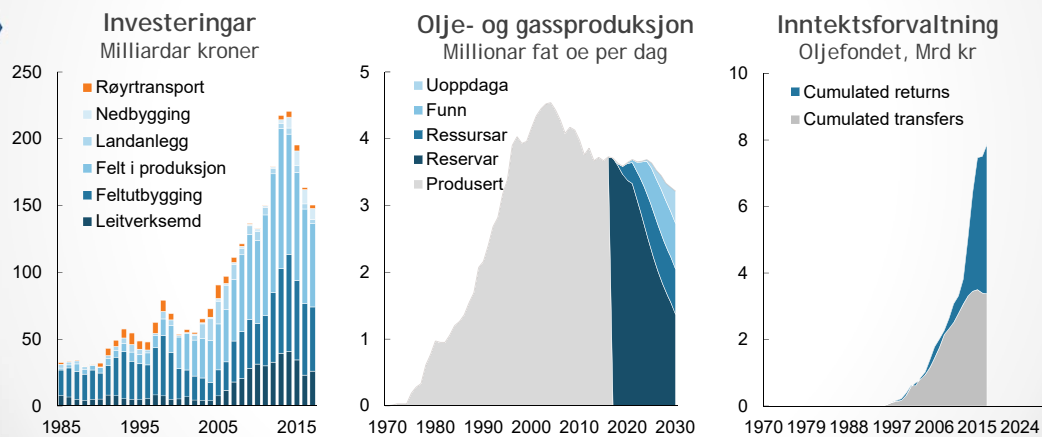 Investeringar
Milliardar kroner
250
200
150
100
50
0
Røyrtransport
Nedbygging
Landanlegg
Felt i produksjon
Feltutbygging
Leitverksemd
1985 1995 2005 2015
Olje- og gassproduksjon
Millionar fat oe per dag
5
4
3
2
1
0
Uoppdaga
Funn
Ressursar
Reservar
Produsert
1970 1980 1990 2000 2010 2020 2030
Inntektsforvaltning
Oljefondet, Mrd kr
10
8
6
4
2
0
Cumulated returns
Cumulated transfers
1970 1979 1988 1997 2006 2015 2024